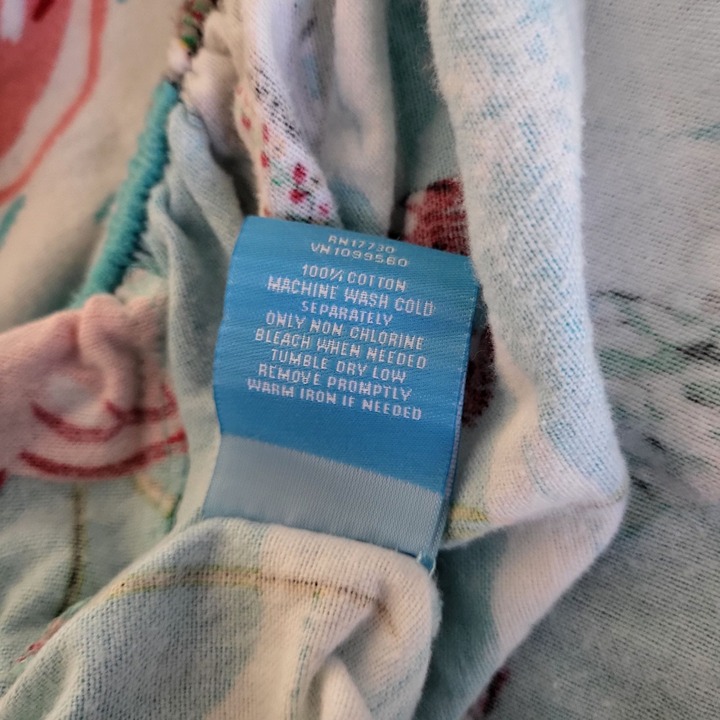 RN17730
VN1099580
100% COTTON
MACHINE WASH COLD
SEPARATELY
ONLY NON CHLORINE
BLEACH WHEN NEEDED
TUMBLE DRY LOW
REMOVE PROMPTLY
WARM IRON IF NEEDED